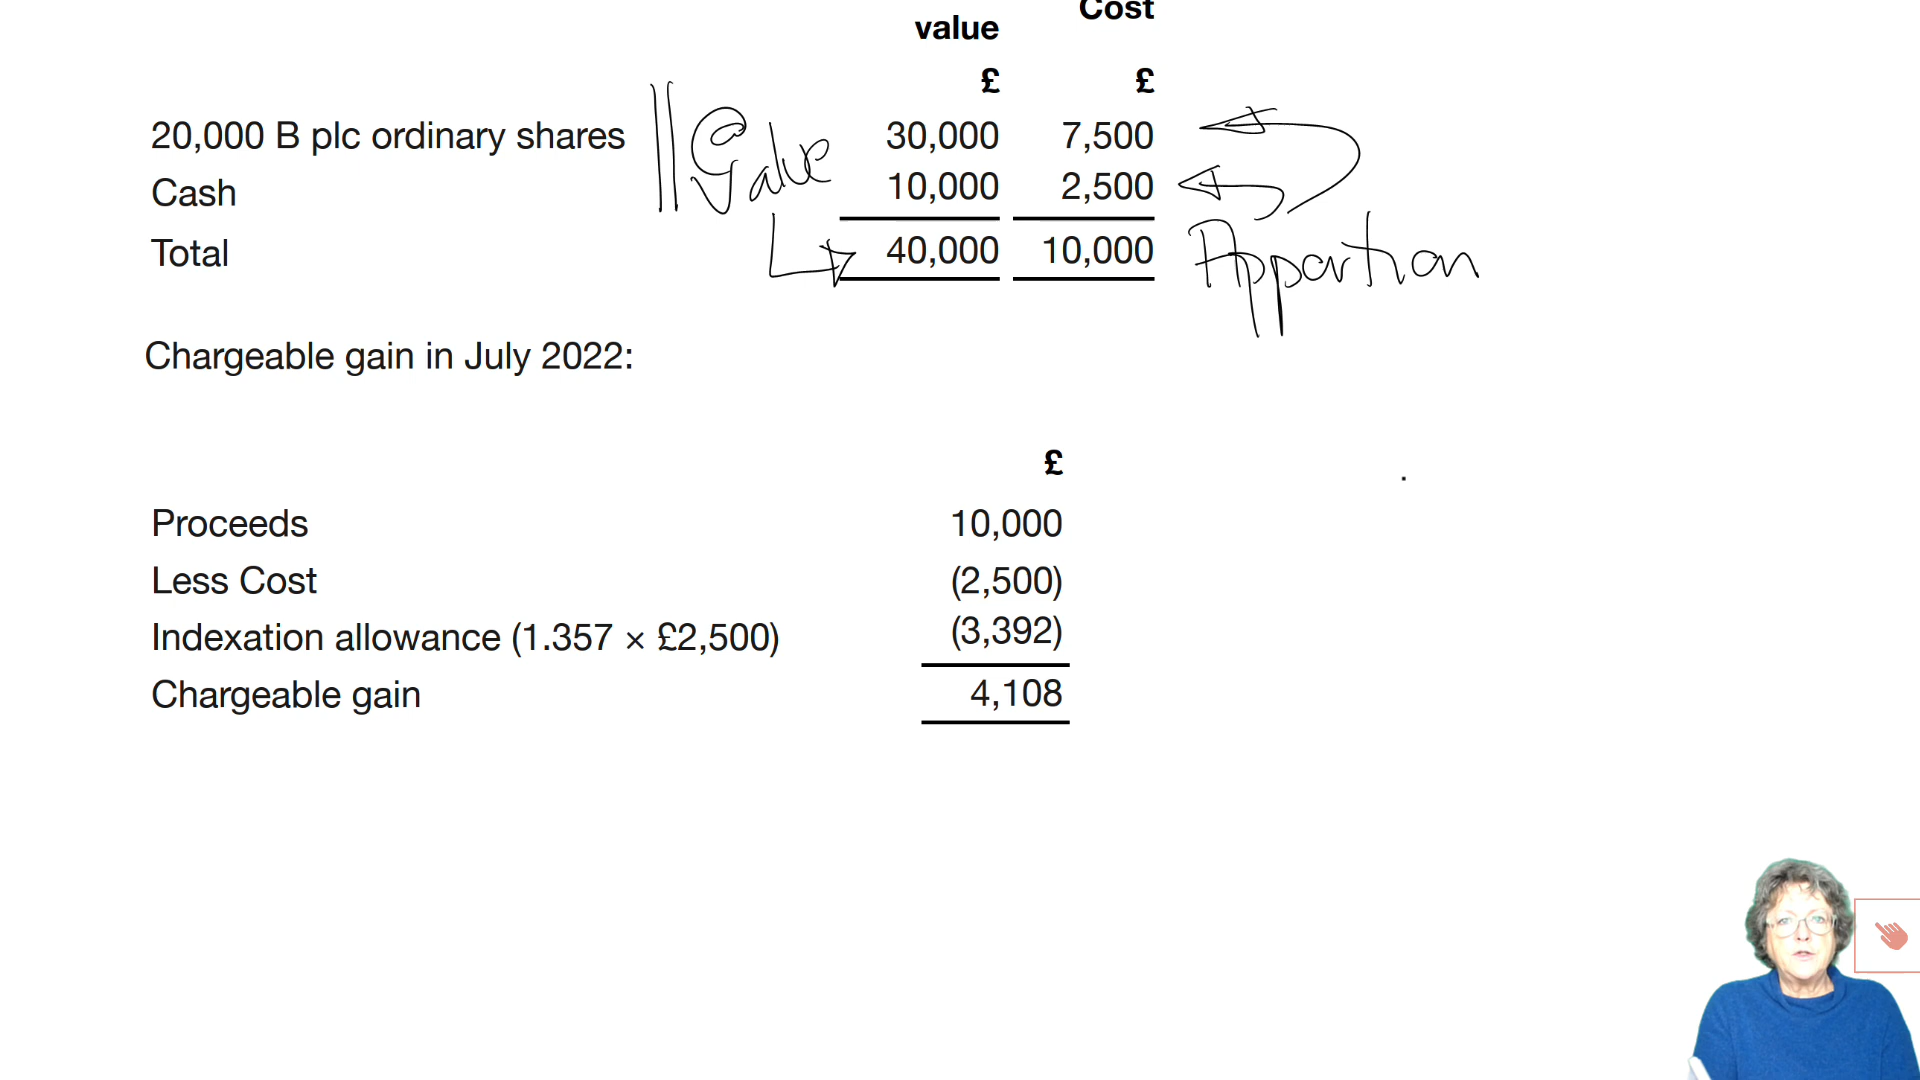 Cost
value
£ £
20,000 B plc ordinary shares 30,000 7,500
Cash @ Value 10,000 2,500
Total 40,000 10,000 Apportion
Chargeable gain in July 2022:
£
Proceeds 10,000
Less Cost (2,500)
Indexation allowance (1.357 × £2,500) (3,392)
Chargeable gain 4,108